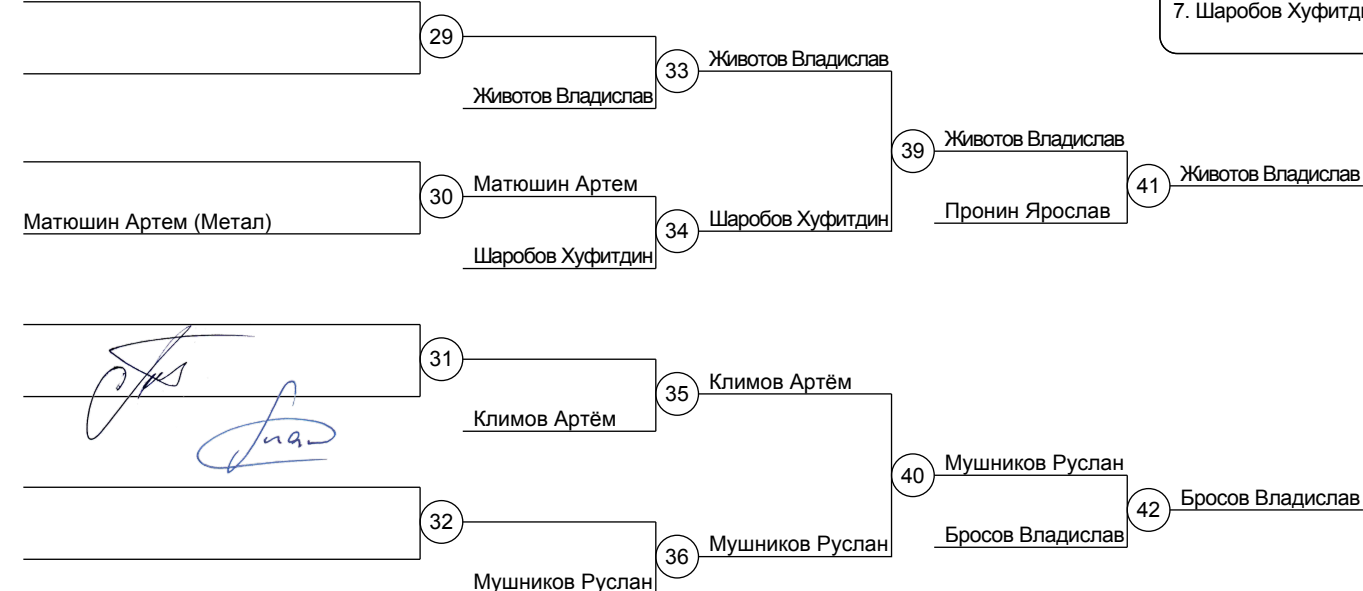 7. Шаробов Хуфитд
29
Животов Владислав
33
Животов Владислав
39
Животов Владислав
41
Животов Владислав
Матюшин Артем (Метал)
30
Матюшин Артем
Шаробов Хуфитдин
34
Шаробов Хуфитдин
Пронин Ярослав
31
Климов Артём
35
Климов Артём
40
Мушников Руслан
42
Бросов Владислав
32
Мушников Руслан
36
Мушников Руслан
Бросов Владислав